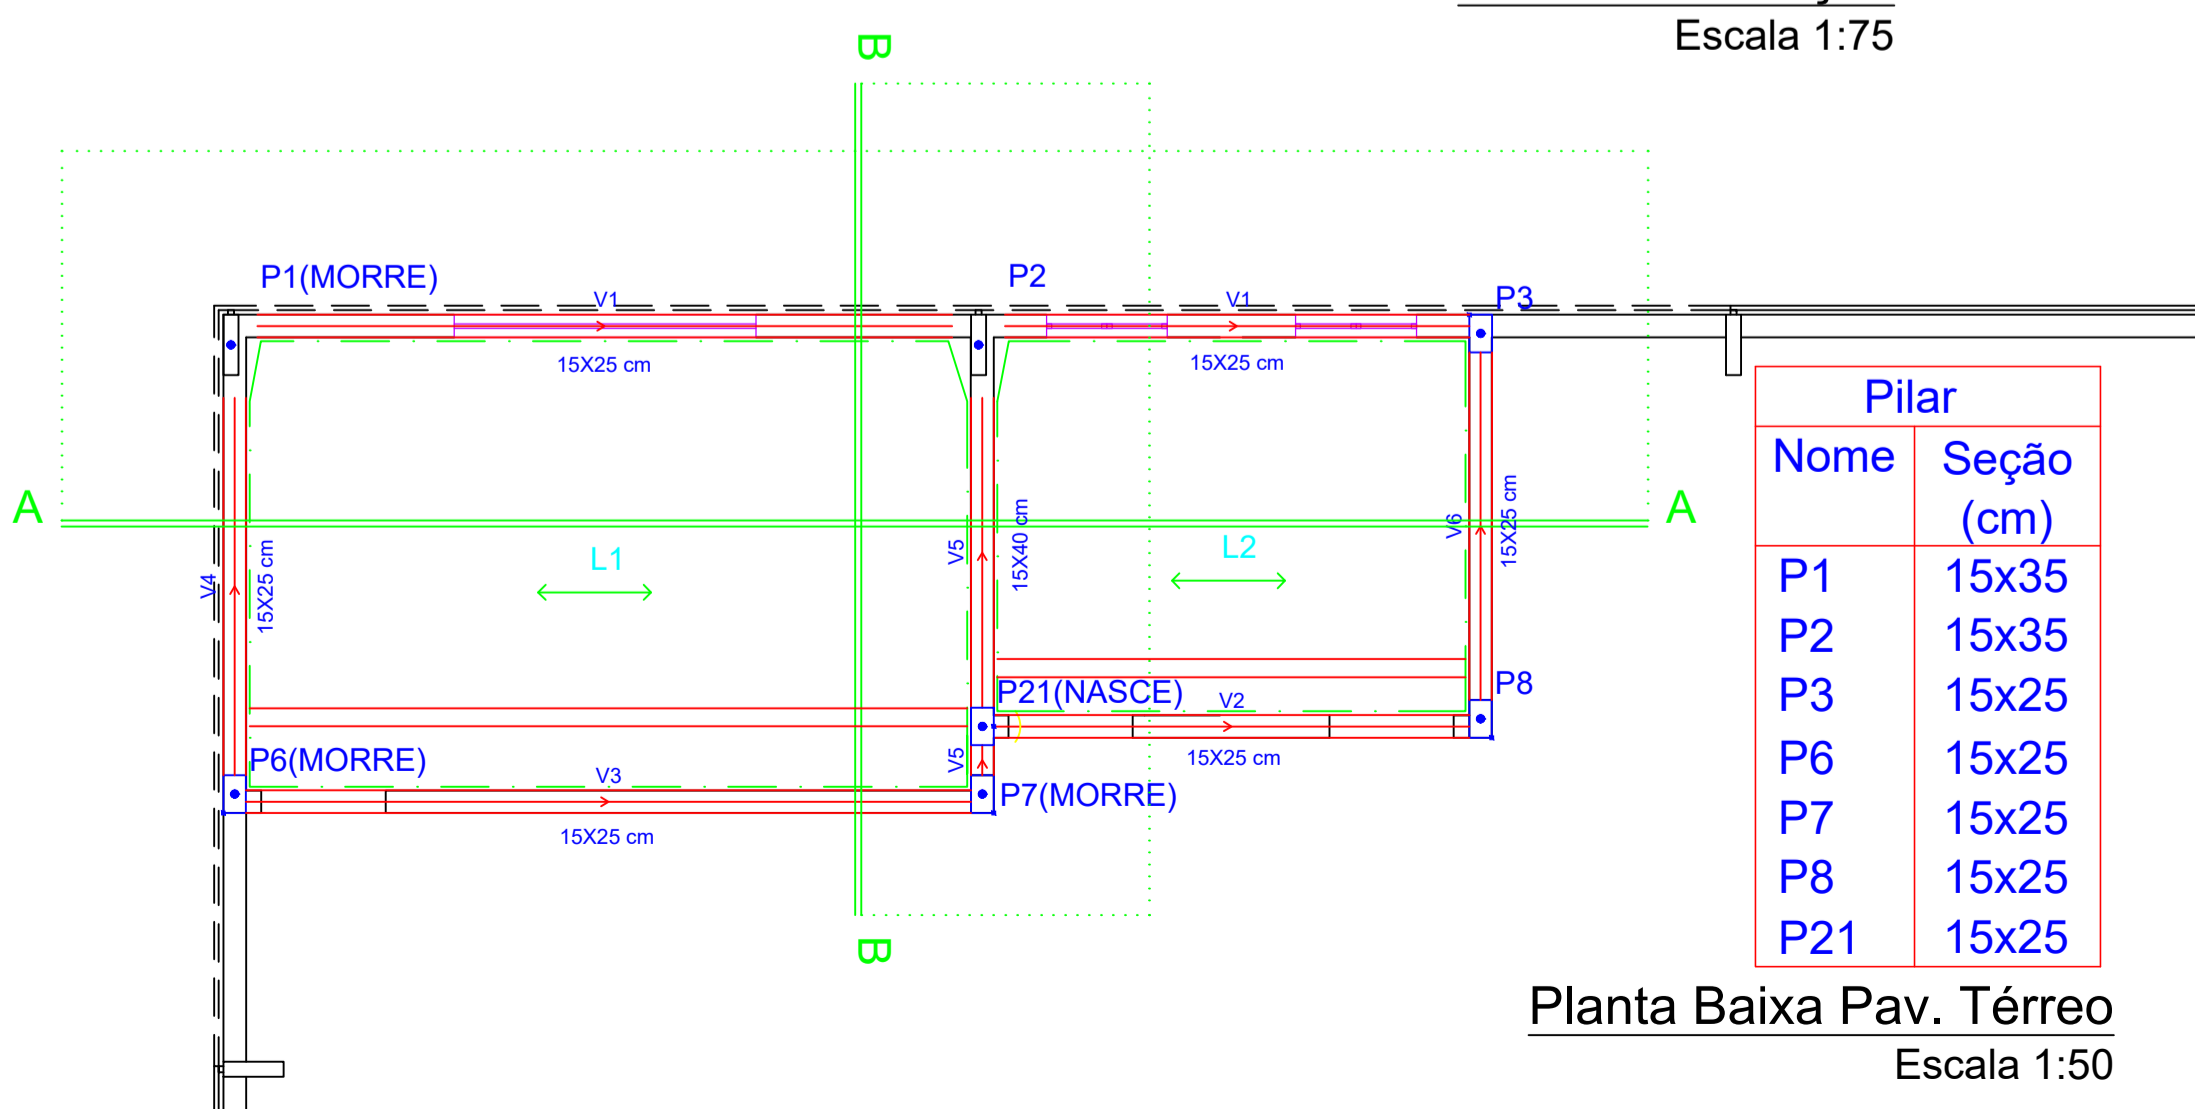 Escala 1:75
B
P1(MORRE)
P2
P3
V1
V1
15X25 cm
15X25 cm
Pilar
Nome
Seção
(cm)
P1
15x35
P2
15x35
P3
15x25
P6
15x25
P7
15x25
P8
15x25
P21
15x25
A
A
V4
15X25 cm
L1
V5
15X40 cm
L2
V6
15X25 cm
P21(NASCE)
V2
P8
15X25 cm
P6(MORRE)
V3
V5
P7(MORRE)
15X25 cm
B
Planta Baixa Pav. Térreo
Escala 1:50